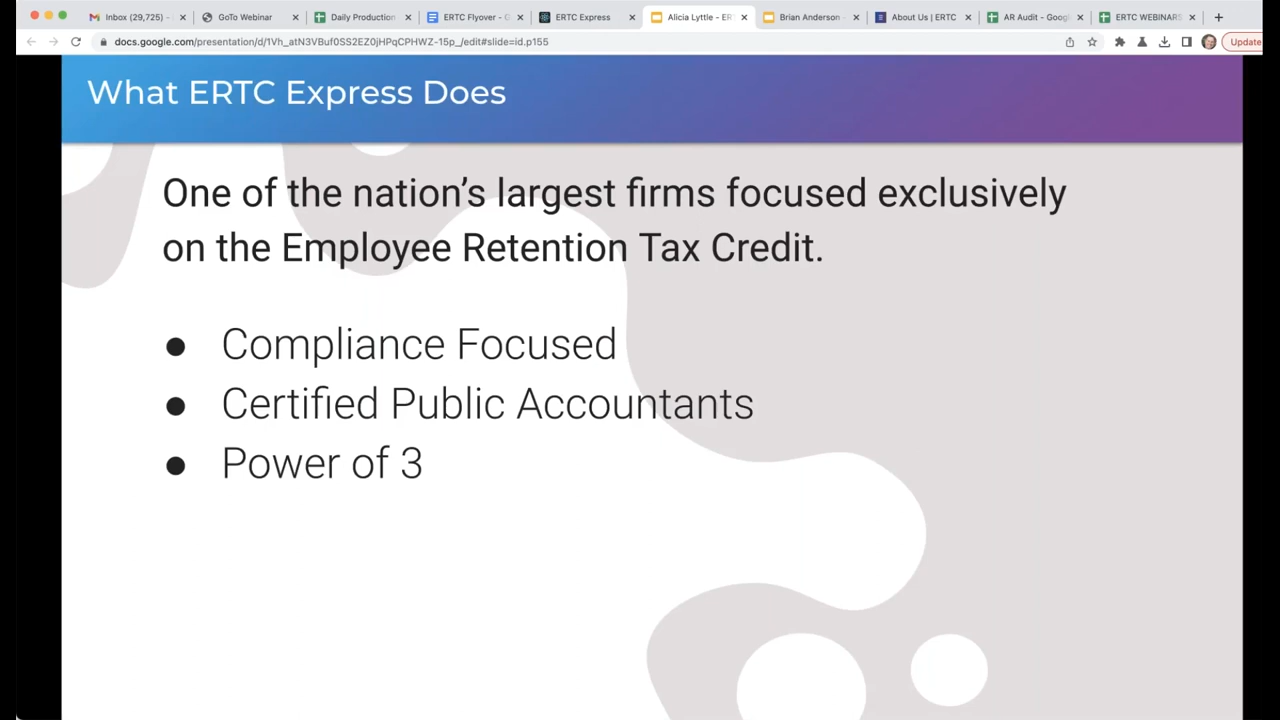 Inbox (29,725) -
GoTo Webinar
Daily Production
ERTC Flyover - G
ERTC Express
Alicia Lyttle - ER
Brian Anderson -
About Us | ERTC
AR Audit - Goog
ERTC WEBINARS
docs.google.com/presentation/d/1Vh_atN3VBuf0SS2EZ0jHPqCPHWZ-15p_/edit#slide=id.p155
Update
What ERTC Express Does
One of the nation's largest firms focused exclusively
on the Employee Retention Tax Credit.
● Compliance Focused
● Certified Public Accountants
● Power of 3